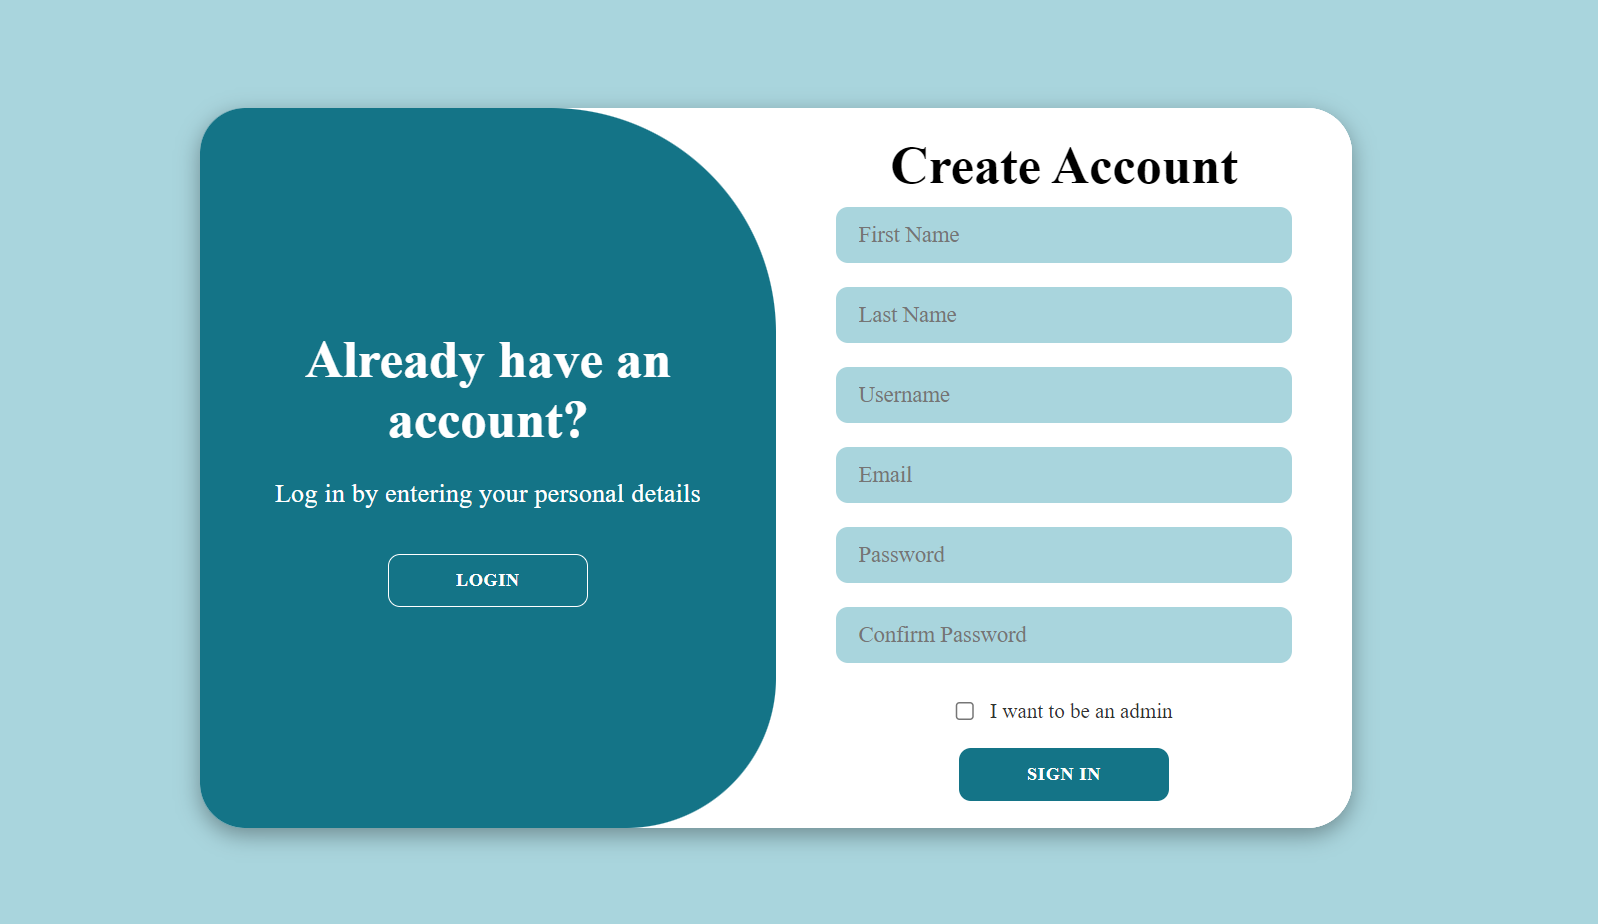 Already have an
account?
Log in by entering your personal details
LOGIN
Create Account
First Name
Last Name
Username
Email
Password
Confirm Password
I want to be an admin
SIGN IN